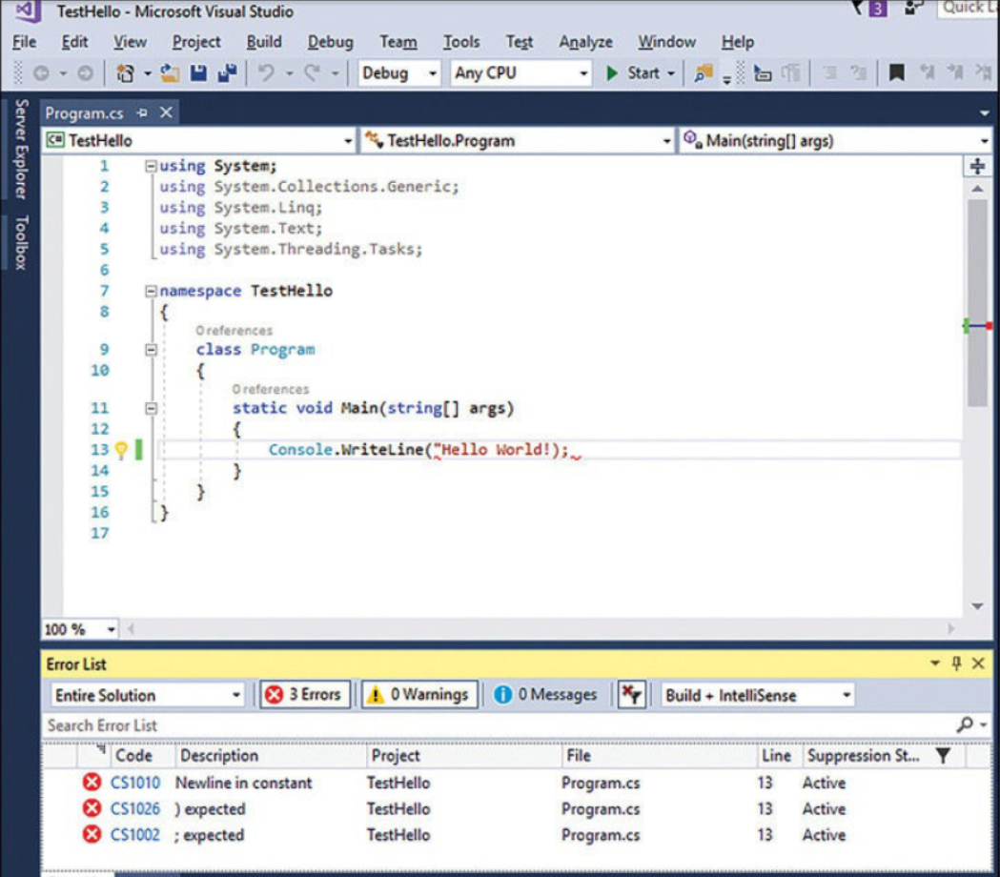 TestHello - Microsoft Visual Studio 3 Quick L
File Edit View Project Build Debug Team Tools Test Analyze Window Help
Debug Any CPU Start
Server Explorer
Toolbox
Program.cs
C# TestHello TestHello.Program Main(string[] args)
1 using System;
2 using System.Collections.Generic;
3 using System.Linq;
4 using System.Text;
5 using System.Threading.Tasks;
6
7 namespace TestHello
8 {
0 references
9 class Program
10 {
0 references
11 static void Main(string[] args)
12 {
13 Console.WriteLine("Hello World!);
14 }
15 }
16 }
17
100 %
Error List
Entire Solution 3 Errors 0 Warnings 0 Messages Build + IntelliSense
Search Error List
Code Description Project File Line Suppression St...
CS1010 Newline in constant TestHello Program.cs 13 Active
CS1026 ) expected TestHello Program.cs 13 Active
CS1002 ; expected TestHello Program.cs 13 Active